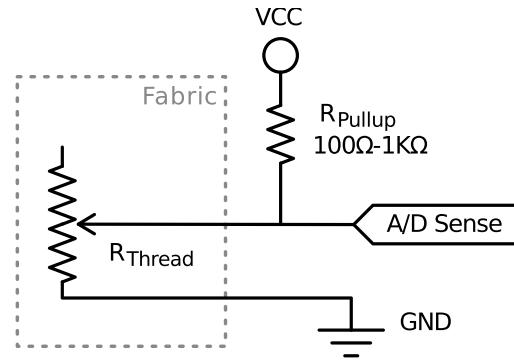 VCC
Fabric
RPullup
100Ω-1KΩ
A/D Sense
RThread
GND